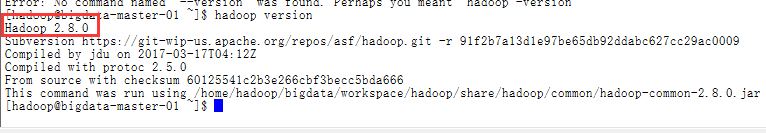 Error: No command named `--version' was found. Perhaps you meant `hadoop -version'
[hadoop@bigdata-master-01 ~]$ hadoop version
Hadoop 2.8.0
Subversion https://git-wip-us.apache.org/repos/asf/hadoop.git -r 91f2b7a13d1e97be65db92ddabc627cc29ac0009
Compiled by jdu on 2017-03-17T04:12Z
Compiled with protoc 2.5.0
From source with checksum 60125541c2b3e266cbf3becc5bda666
This command was run using /home/hadoop/bigdata/workspace/hadoop/share/hadoop/common/hadoop-common-2.8.0.jar
[hadoop@bigdata-master-01 ~]$